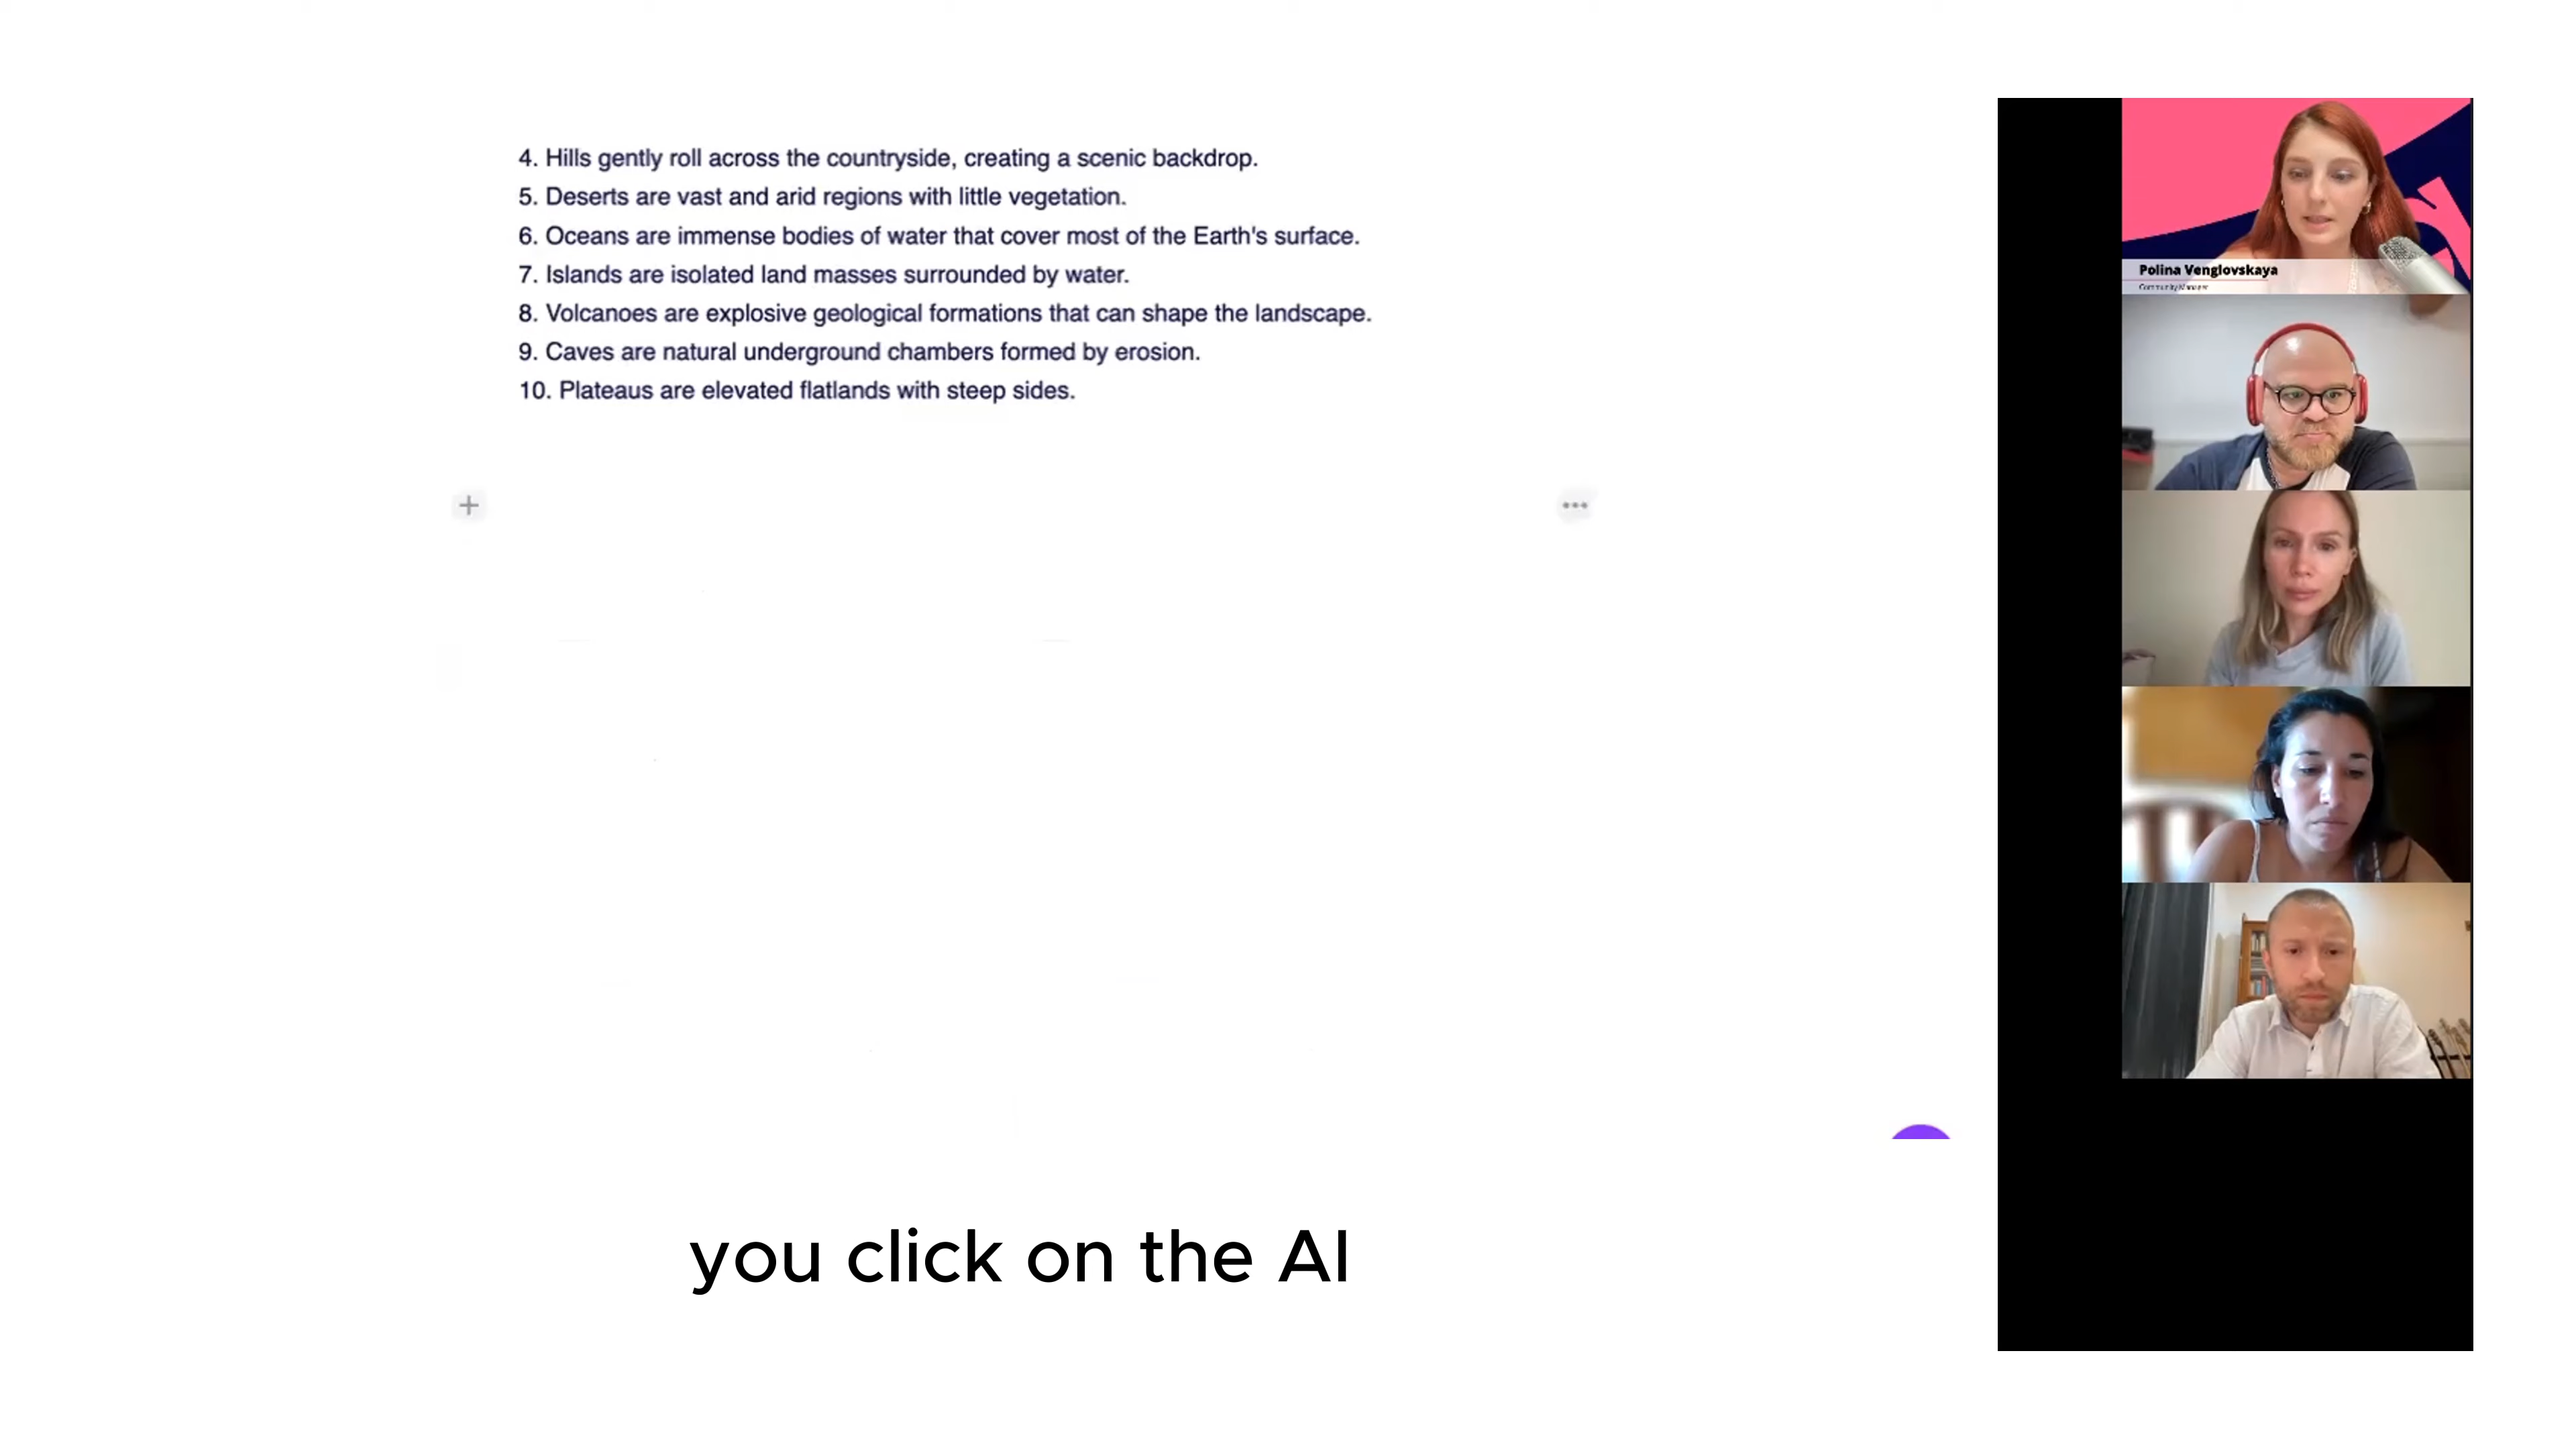 4. Hills gently roll across the countryside, creating a scenic backdrop.
5. Deserts are vast and arid regions with little vegetation.
6. Oceans are immense bodies of water that cover most of the Earth's surface.
7. Islands are isolated land masses surrounded by water.
8. Volcanoes are explosive geological formations that can shape the landscape.
9. Caves are natural underground chambers formed by erosion.
10. Plateaus are elevated flatlands with steep sides.
Polina Venglovskaya
Community Manager
you click on the AI